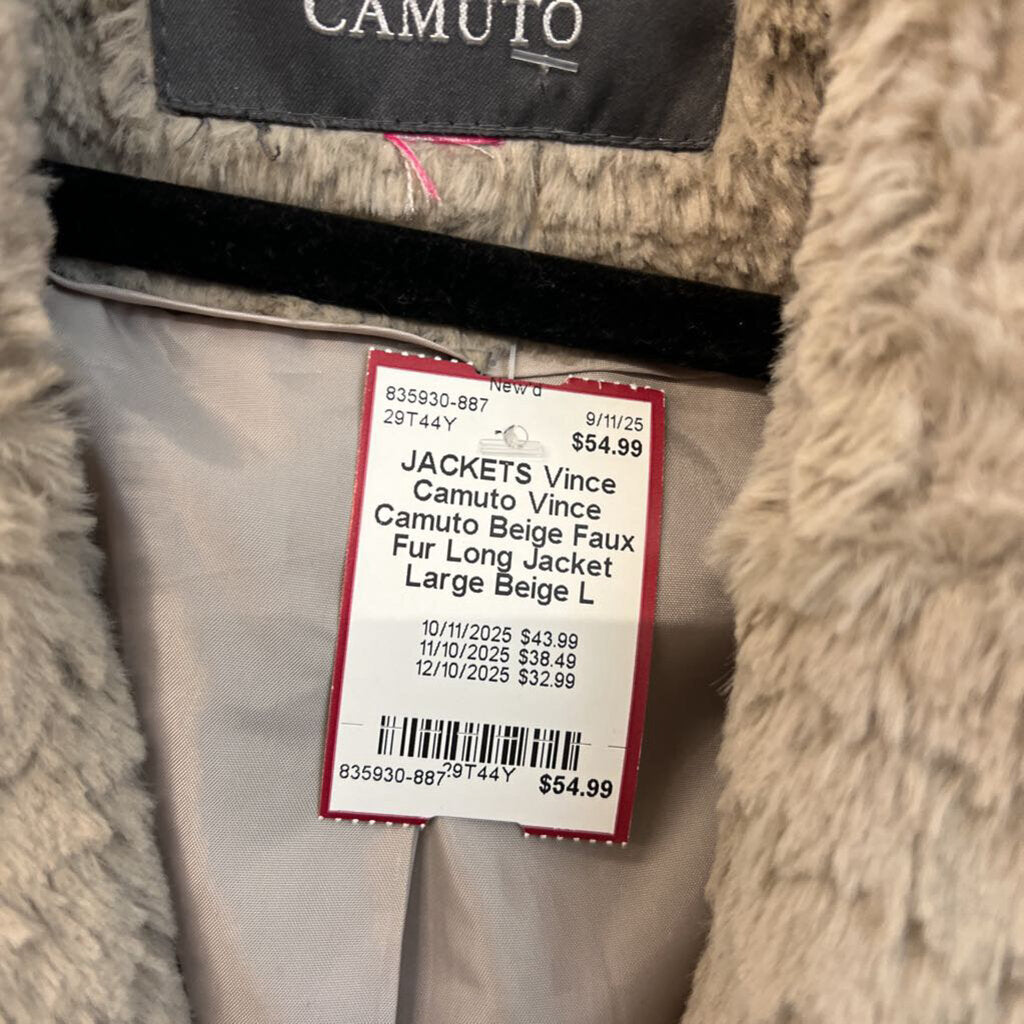 CAMUTO
New'd
835930-887
9/11/25
29T44Y
$54.99
JACKETS Vince
Camuto Vince
Camuto Beige Faux
Fur Long Jacket
Large Beige L
10/11/2025 $43.99
11/10/2025 $38.49
12/10/2025 $32.99
835930-887 29T44Y $54.99